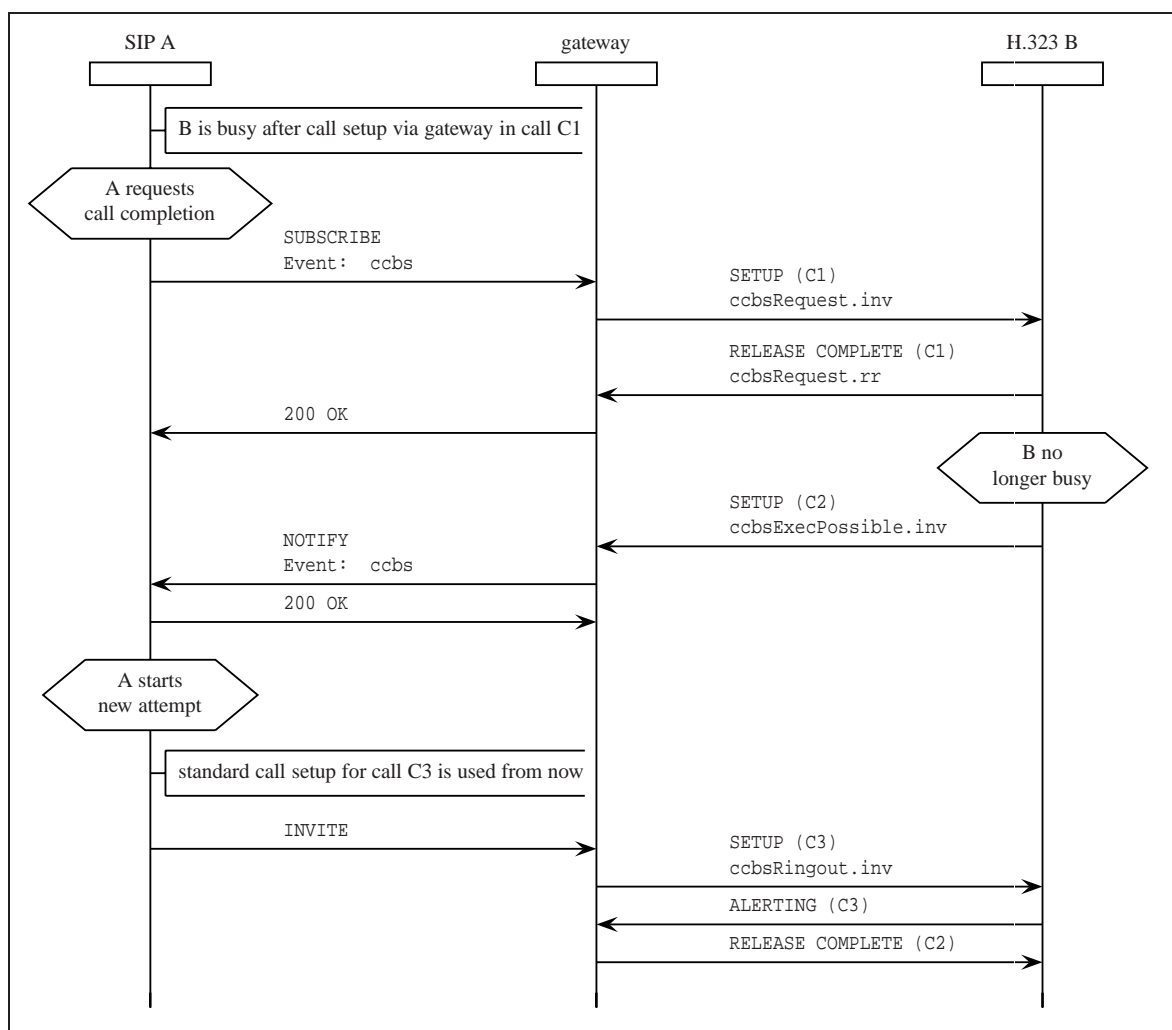 SIP A
gateway
H.323 B
B is busy after call setup via gateway in call C1
A requests
call completion
SUBSCRIBE
Event: ccbs
SETUP (C1)
ccbsRequest.inv
RELEASE COMPLETE (C1)
ccbsRequest.rr
200 OK
B no
longer busy
SETUP (C2)
ccbsExecPossible.inv
NOTIFY
Event: ccbs
200 OK
A starts
new attempt
standard call setup for call C3 is used from now
INVITE
SETUP (C3)
ccbsRingout.inv
ALERTING (C3)
RELEASE COMPLETE (C2)